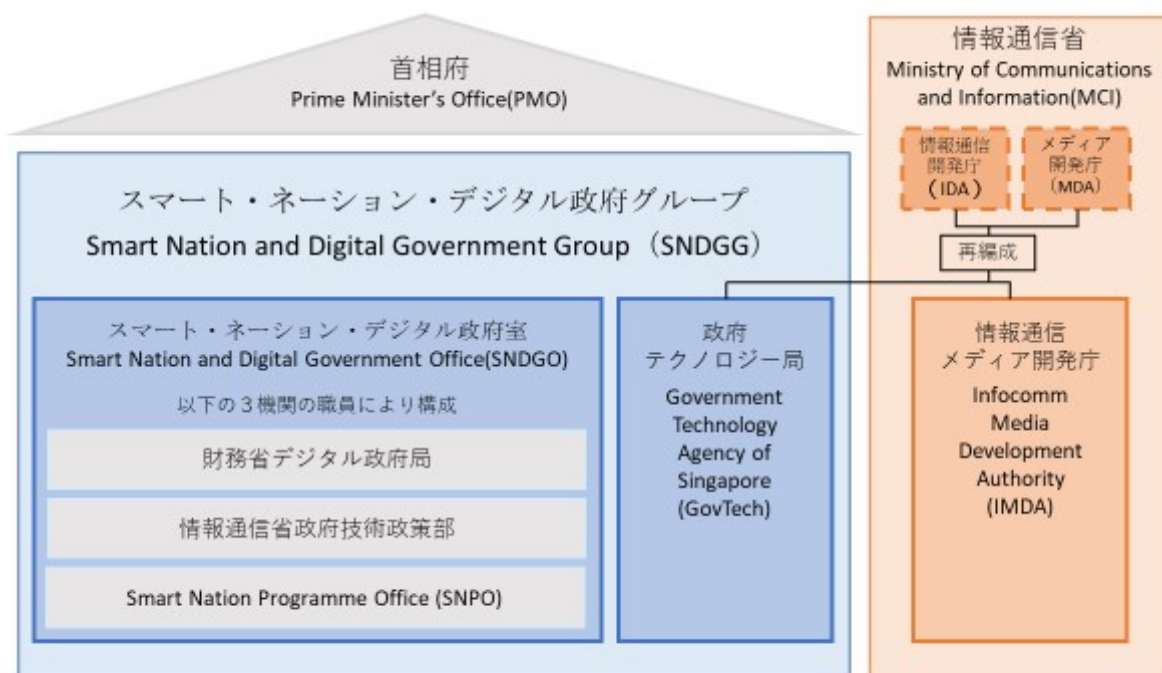 首相府
Prime Minister's Office(PMO)
スマート・ネーション・デジタル政府グループ
Smart Nation and Digital Government Group（SNDGG）
スマート・ネーション・デジタル政府室
Smart Nation and Digital Government Office(SNDGO)
以下の３機関の職員により構成
財務省デジタル政府局
情報通信省政府技術政策部
Smart Nation Programme Office (SNPO)
政府
テクノロジー局
Government
Technology
Agency of
Singapore
(GovTech)
情報通信省
Ministry of Communications
and Information(MCI)
情報通信
開発庁
（IDA）
メディア
開発庁
（MDA）
再編成
情報通信
メディア開発庁
Infocomm
Media
Development
Authority
(IMDA)